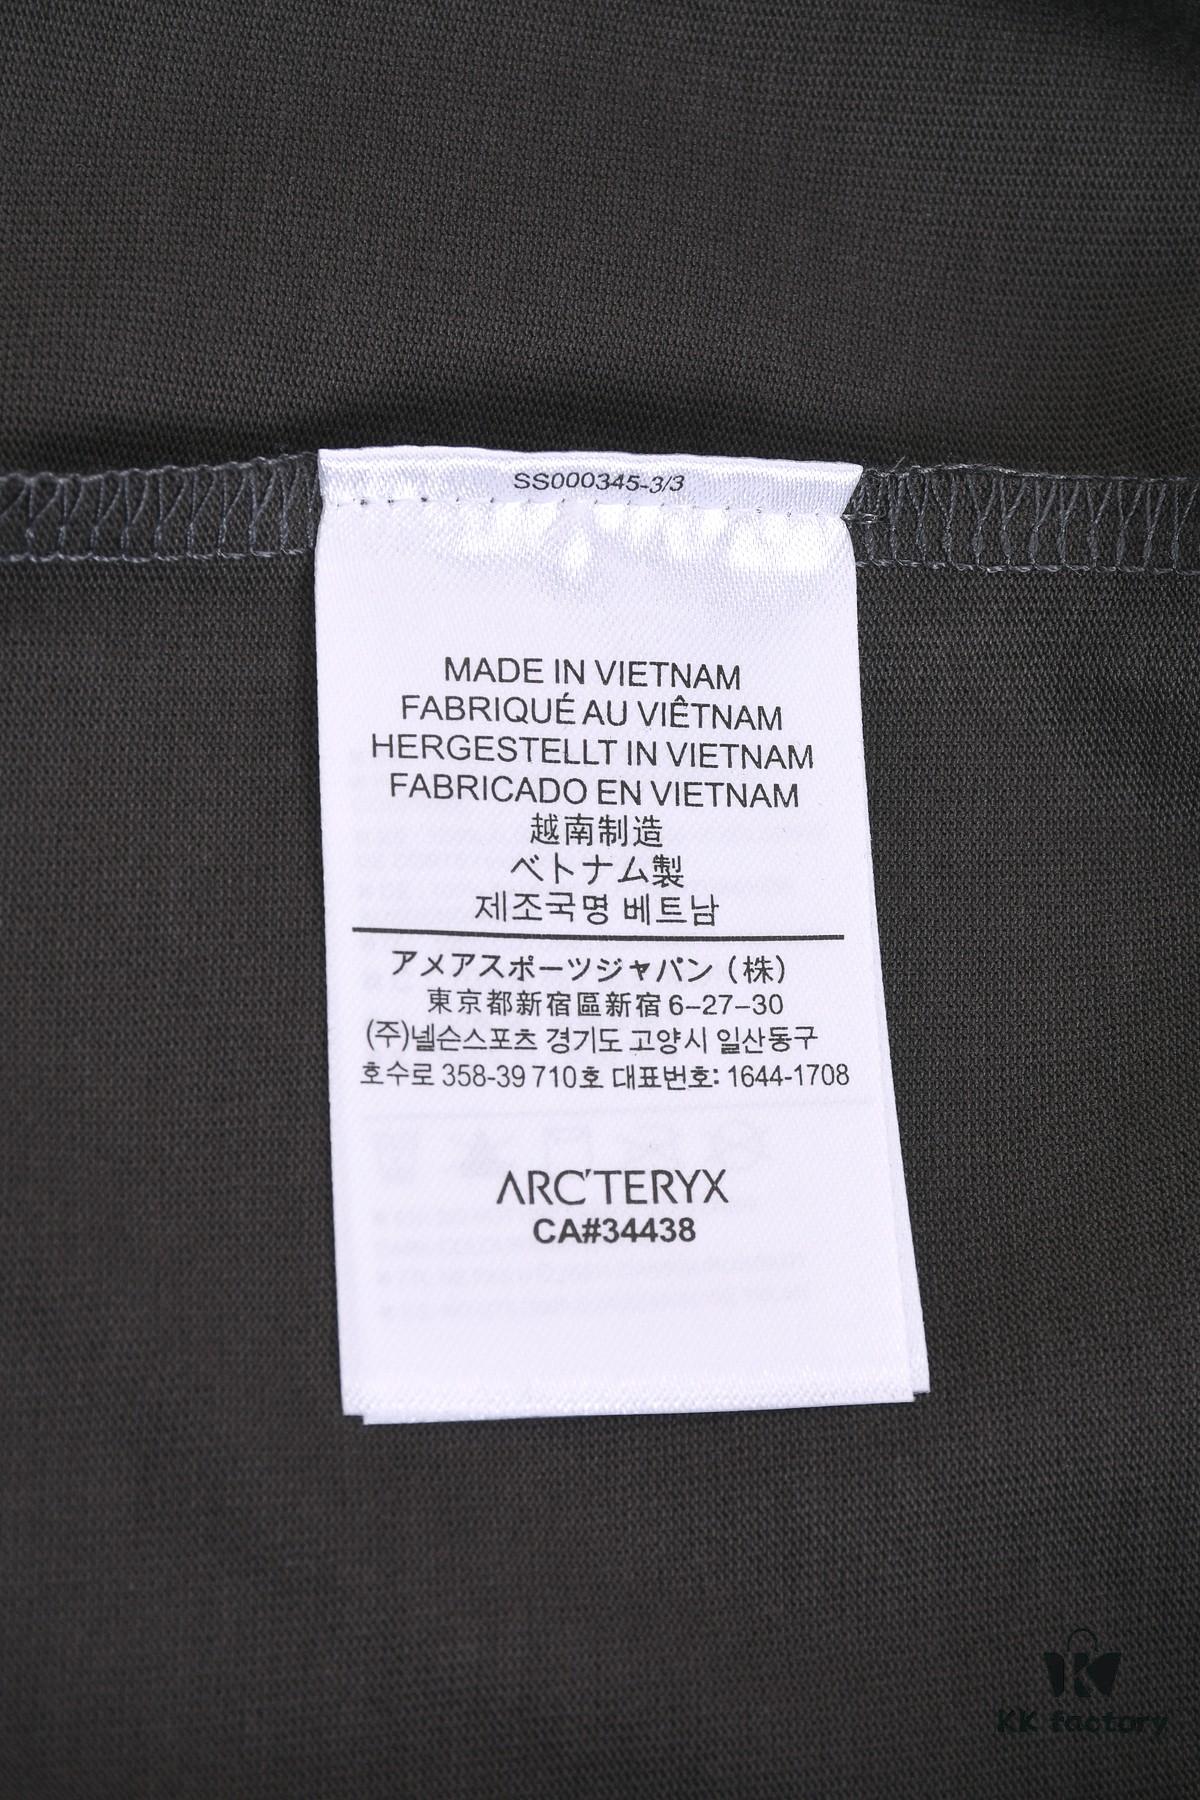 SS000345-3/3
MADE IN VIETNAM
FABRIQUÉ AU VIÊTNAM
HERGESTELLT IN VIETNAM
FABRICADO EN VIETNAM
越南制造
ベトナム製
제조국명 베트남
アメアスポーツジャパン（株）
東京都新宿區新宿6-27-30
(주)넬슨스포츠 경기도 고양시 일산동구
호수로 358-39 710호 대표번호: 1644-1708
ARC'TERYX
CA#34438
KK factory